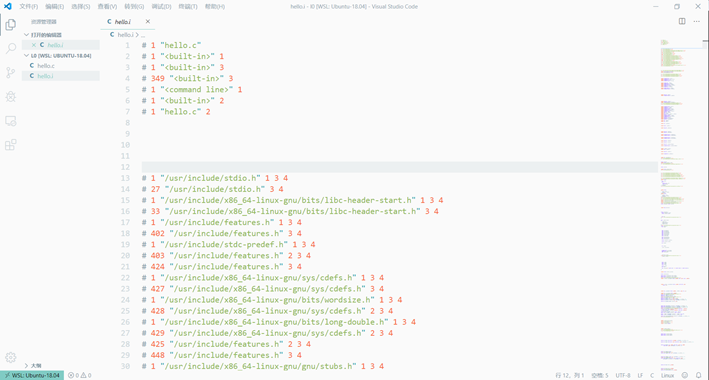 文件(F) 编辑(E) 选择(S) 查看(V) 转到(G) 调试(D) 终端(T) 帮助(H)
hello.i - l0 [WSL: Ubuntu-18.04] - Visual Studio Code
资源管理器
打开的编辑器
C hello.i
L0 [WSL: UBUNTU-18.04]
C hello.c
C hello.i
大纲
C hello.i
C hello.i > ...
1 # 1 "hello.c"
2 # 1 "<built-in>" 1
3 # 1 "<built-in>" 3
4 # 349 "<built-in>" 3
5 # 1 "<command line>" 1
6 # 1 "<built-in>" 2
7 # 1 "hello.c" 2
8
9
10
11
12
13 # 1 "/usr/include/stdio.h" 1 3 4
14 # 27 "/usr/include/stdio.h" 3 4
15 # 1 "/usr/include/x86_64-linux-gnu/bits/libc-header-start.h" 1 3 4
16 # 33 "/usr/include/x86_64-linux-gnu/bits/libc-header-start.h" 3 4
17 # 1 "/usr/include/features.h" 1 3 4
18 # 402 "/usr/include/features.h" 3 4
19 # 1 "/usr/include/stdc-predef.h" 1 3 4
20 # 403 "/usr/include/features.h" 2 3 4
21 # 424 "/usr/include/features.h" 3 4
22 # 1 "/usr/include/x86_64-linux-gnu/sys/cdefs.h" 1 3 4
23 # 427 "/usr/include/x86_64-linux-gnu/sys/cdefs.h" 3 4
24 # 1 "/usr/include/x86_64-linux-gnu/bits/wordsize.h" 1 3 4
25 # 428 "/usr/include/x86_64-linux-gnu/sys/cdefs.h" 2 3 4
26 # 1 "/usr/include/x86_64-linux-gnu/bits/long-double.h" 1 3 4
27 # 429 "/usr/include/x86_64-linux-gnu/sys/cdefs.h" 2 3 4
28 # 425 "/usr/include/features.h" 2 3 4
29 # 448 "/usr/include/features.h" 3 4
30 # 1 "/usr/include/x86_64-linux-gnu/gnu/stubs.h" 1 3 4
WSL: Ubuntu-18.04 0 0
行 12，列 1 空格: 5 UTF-8 LF C Linux